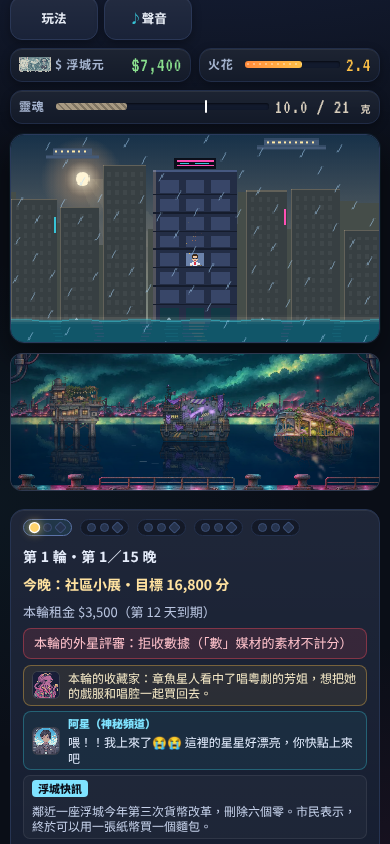 玩法
♪聲音
$ 浮城元 $7,400
火花 2.4
靈魂 10.0 / 21 克
第 1 輪・第 1／15 晚
今晚：社區小展・目標 16,800 分
本輪租金 $3,500（第 12 天到期）
本輪的外星評審：拒收數據（「數」媒材的素材不計分）
本輪的收藏家：章魚星人看中了唱粵劇的芳姐，想把她
的戲服和唱腔一起買回去。
阿星（神秘頻道）
喂！！我上來了😭😭 這裡的星星好漂亮，你快點上來
吧
浮城快訊
鄰近一座浮城今年第三次貨幣改革，刪除六個零。市民表示，
終於可以用一張紙幣買一個麵包。